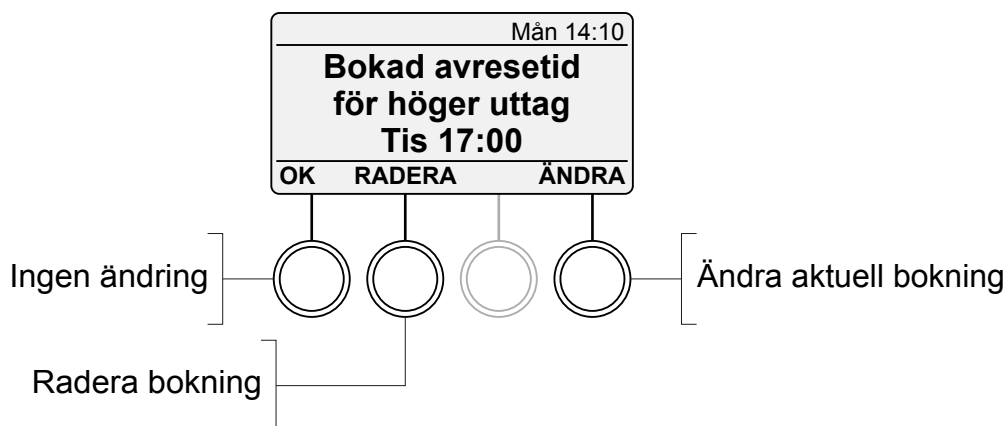 Mån 14:10
Bokad avresetid
för höger uttag
Tis 17:00
OK RADERA ÄNDRA
Ingen ändring
Ändra aktuell bokning
Radera bokning